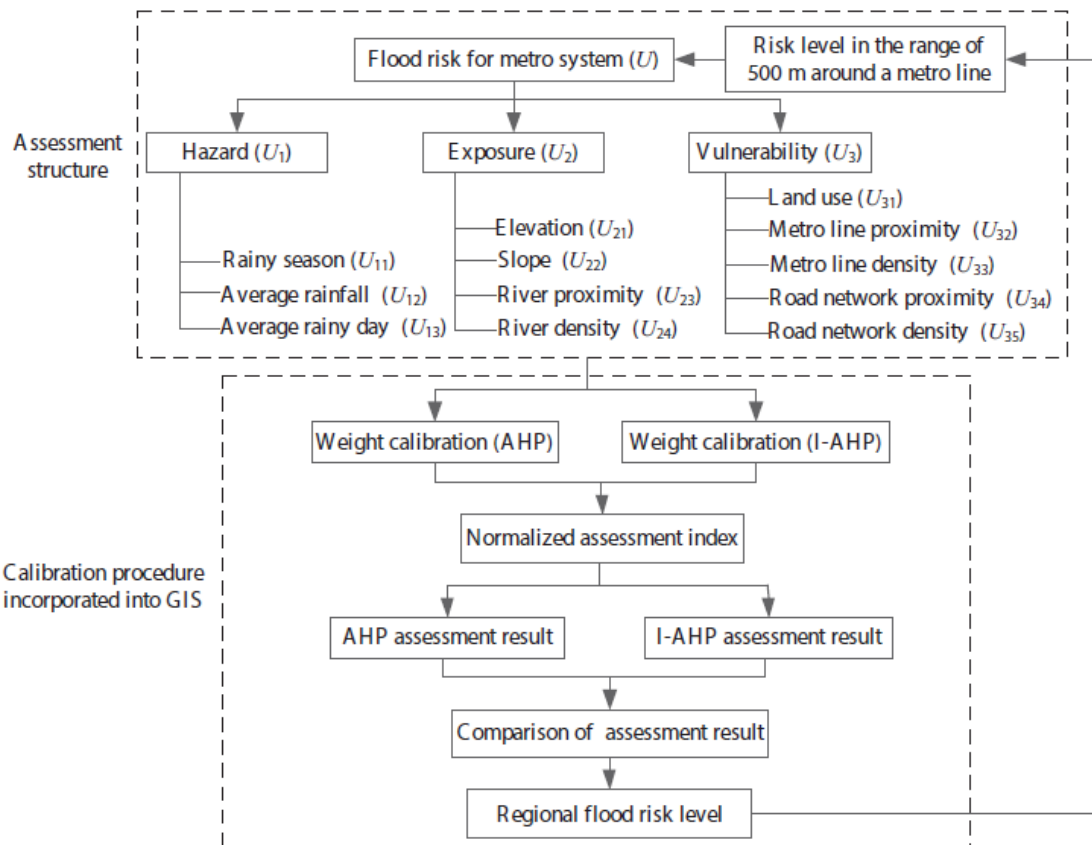 Flood risk for metro system (U)
Risk level in the range of
500 m around a metro line
Assessment
structure
Hazard (U1)
Exposure (U2)
Vulnerability (U3)
Rainy season (U11)
Average rainfall (U12)
Average rainy day (U13)
Elevation (U21)
Slope (U22)
River proximity (U23)
River density (U24)
Land use (U31)
Metro line proximity (U32)
Metro line density (U33)
Road network proximity (U34)
Road network density (U35)
Weight calibration (AHP)
Weight calibration (I-AHP)
Normalized assessment index
Calibration procedure
incorporated into GIS
AHP assessment result
I-AHP assessment result
Comparison of assessment result
Regional flood risk level